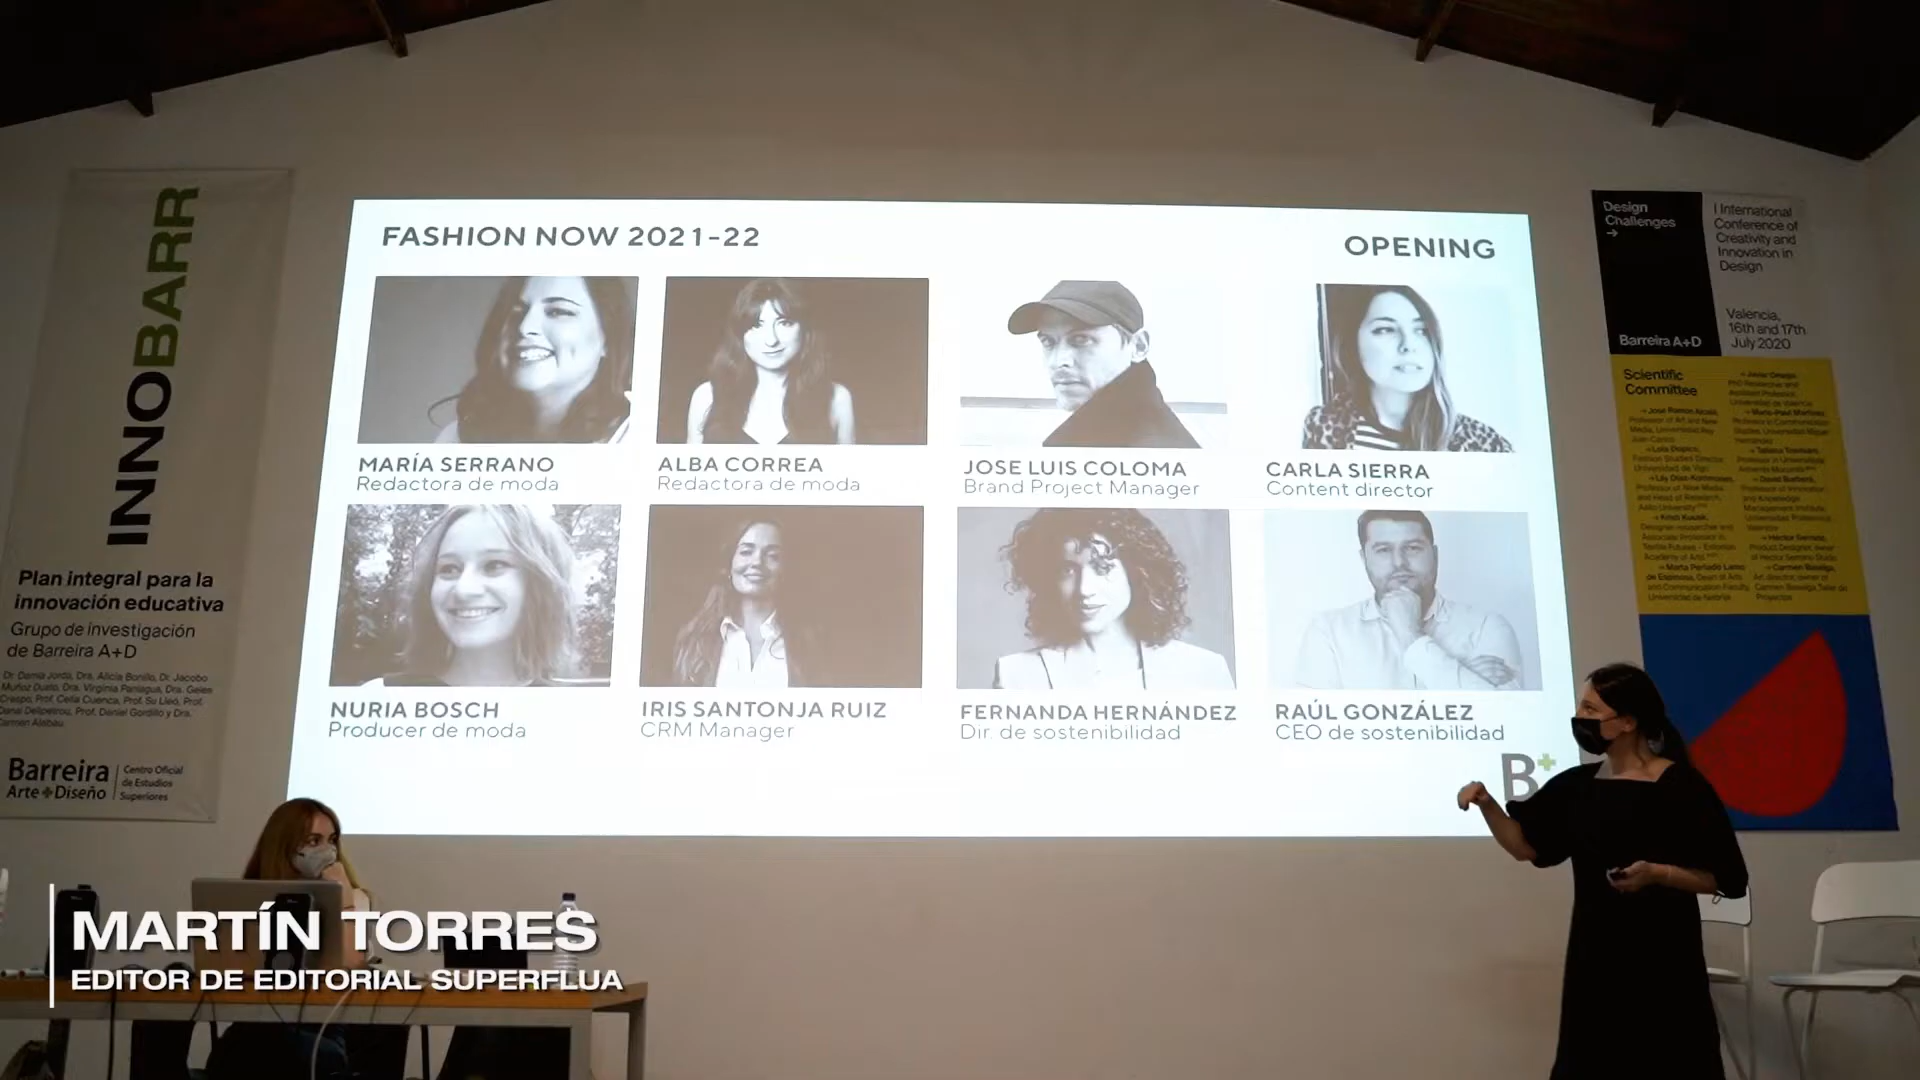 INNOBARR
Plan integral para la
innovación educativa
Grupo de investigación
de Barreira A+D
Barreira
Arte+Diseño
Centro Oficial
de Estudios
Superiores
FASHION NOW 2021-22
OPENING
MARÍA SERRANO
Redactora de moda
ALBA CORREA
Redactora de moda
JOSE LUIS COLOMA
Brand Project Manager
CARLA SIERRA
Content director
NURIA BOSCH
Producer de moda
IRIS SANTONJA RUIZ
CRM Manager
FERNANDA HERNÁNDEZ
Dir. de sostenibilidad
RAÚL GONZÁLEZ
CEO de sostenibilidad
B+
Design
Challenges
→
Barreira A+D
I International
Conference of
Creativity and
Innovation in
Design
Valencia,
16th and 17th
July 2020
Scientific
Committee
MARTÍN TORRES
EDITOR DE EDITORIAL SUPERFLUA